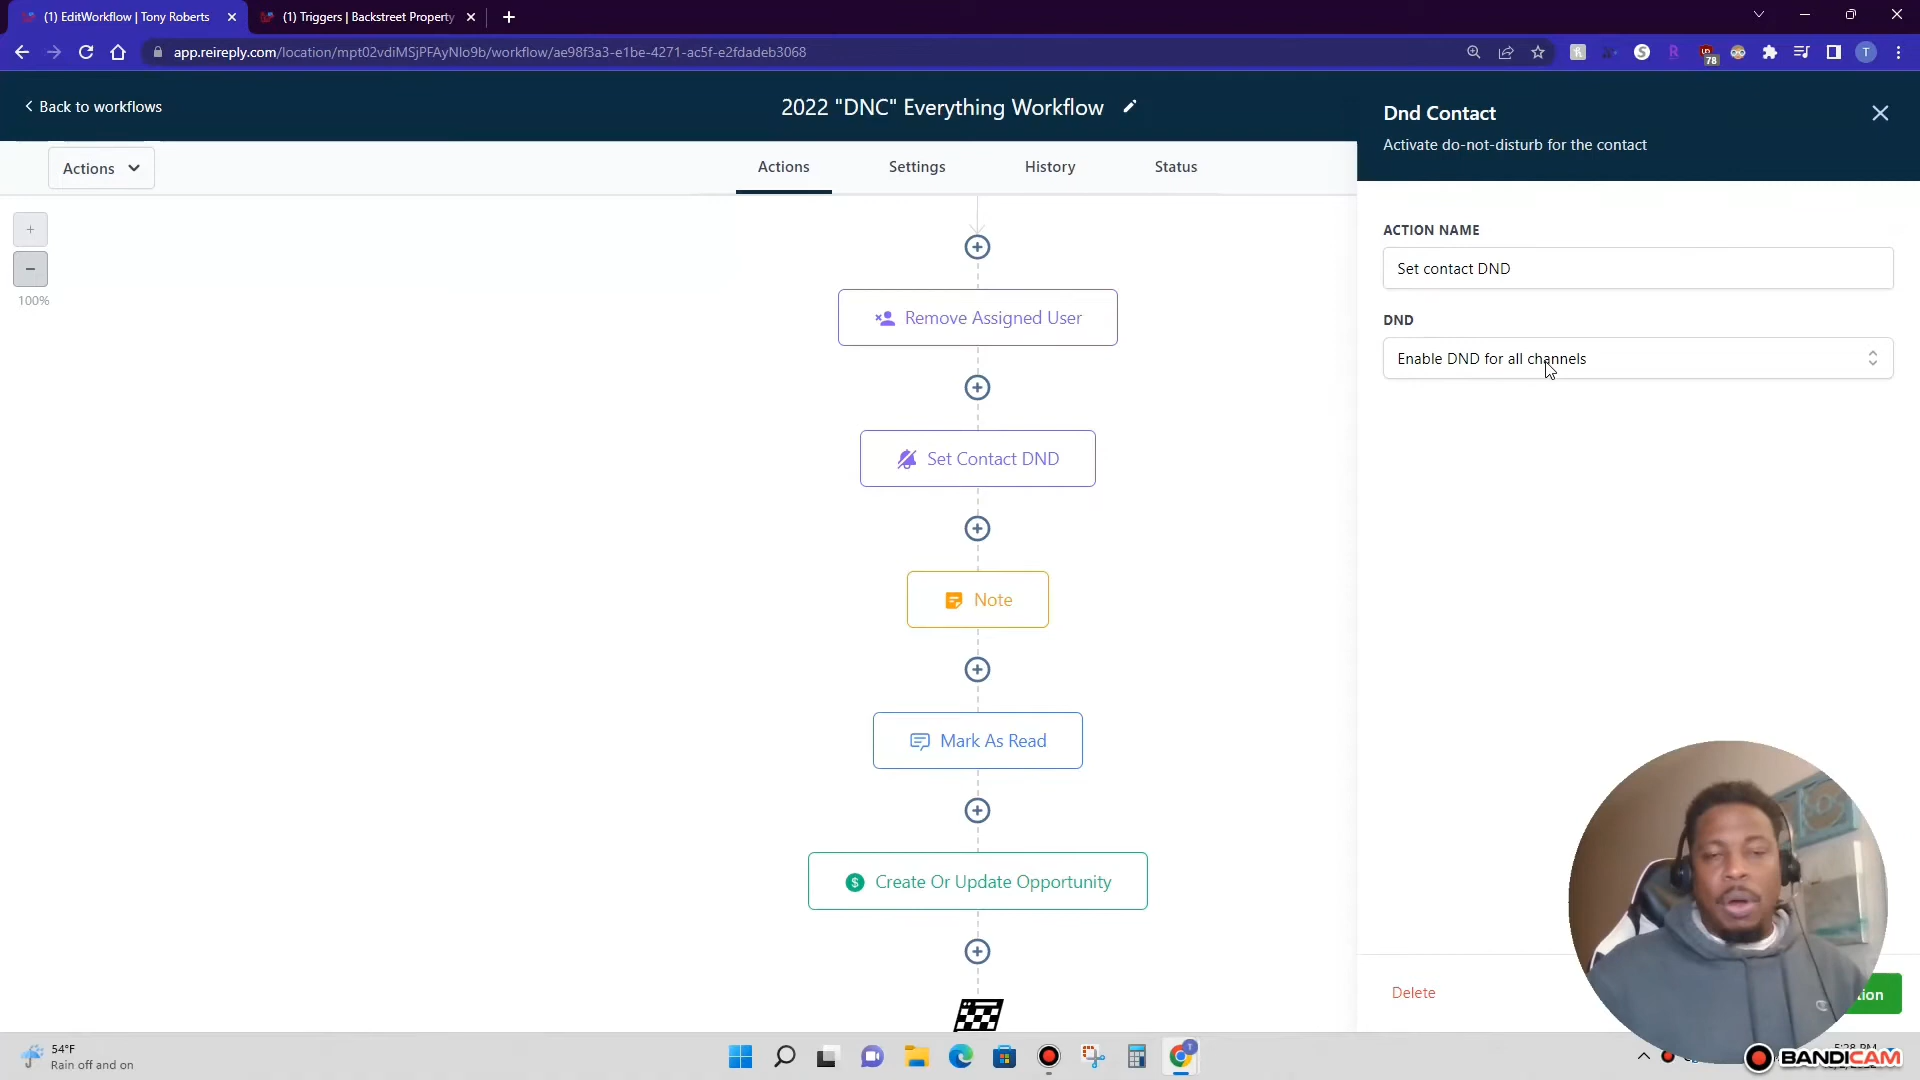 (1) EditWorkflow | Tony Roberts
(1) Triggers | Backstreet Property
app.reireply.com/location/mpt02vdiMSjPFAyNIo9b/workflow/ae98f3a3-e1be-4271-ac5f-e2fdadeb3068
78
T
Back to workflows
2022 "DNC" Everything Workflow
Dnd Contact
Activate do-not-disturb for the contact
Actions
Actions
Settings
History
Status
100%
ACTION NAME
Set contact DND
DND
Enable DND for all channels
Remove Assigned User
Set Contact DND
Note
Mark As Read
Create Or Update Opportunity
Delete
54°F
Rain off and on
BANDICAM